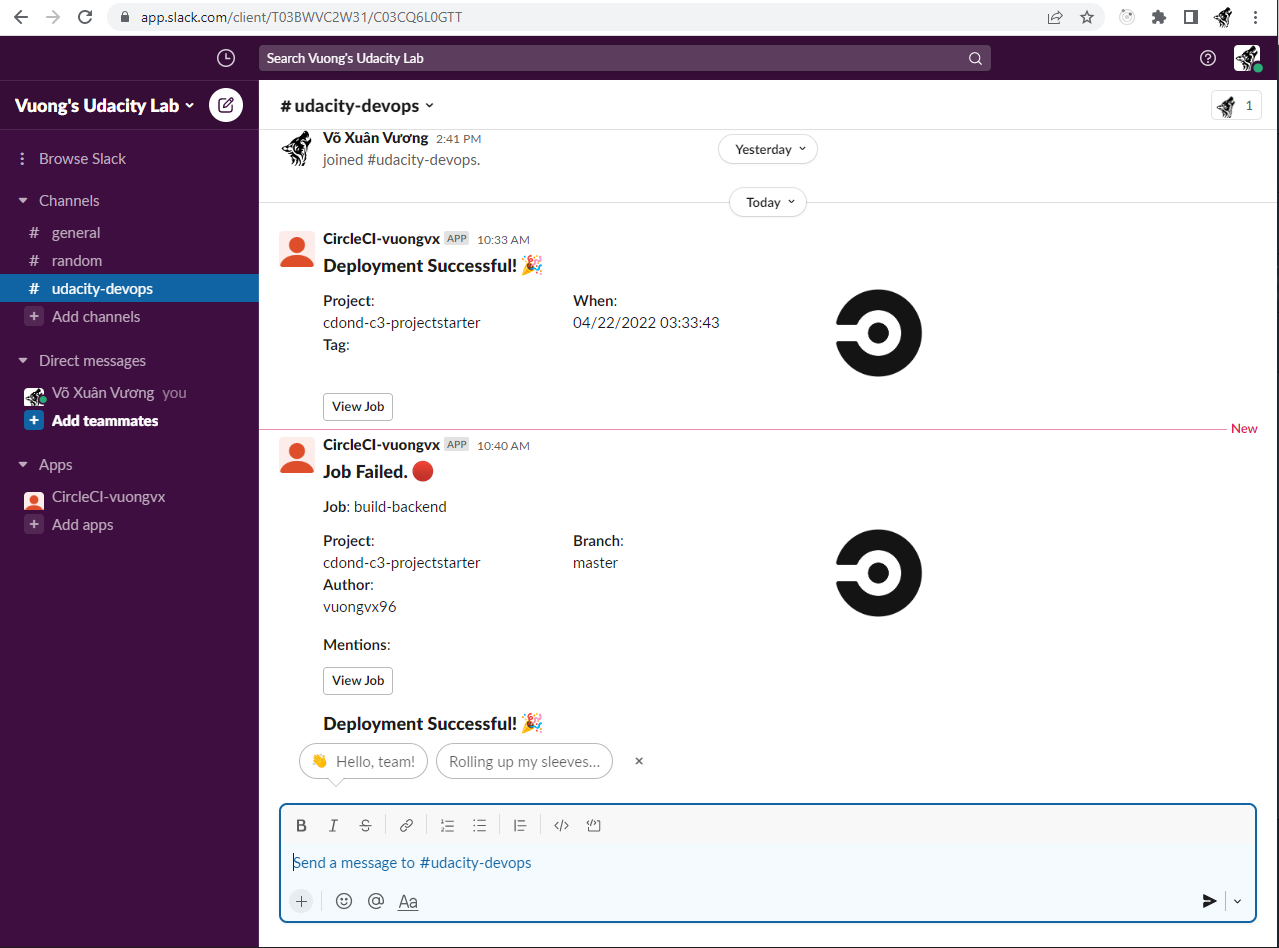 app.slack.com/client/T03BWVC2W31/C03CQ6L0GTT
Search Vuong's Udacity Lab
Vuong's Udacity Lab
Browse Slack
Channels
# general
# random
# udacity-devops
+ Add channels
Direct messages
Võ Xuân Vương you
+ Add teammates
Apps
CircleCI-vuongvx
+ Add apps
# udacity-devops
1
Võ Xuân Vương 2:41 PM
joined #udacity-devops.
Yesterday
Today
CircleCI-vuongvx APP 10:33 AM
Deployment Successful! 🎉
Project: When:
cdond-c3-projectstarter 04/22/2022 03:33:43
Tag:
View Job
New
CircleCI-vuongvx APP 10:40 AM
Job Failed. 🔴
Job: build-backend
Project: Branch:
cdond-c3-projectstarter master
Author:
vuongvx96
Mentions:
View Job
Deployment Successful! 🎉
👋 Hello, team! Rolling up my sleeves...
B I S
Send a message to #udacity-devops
+ @ Aa